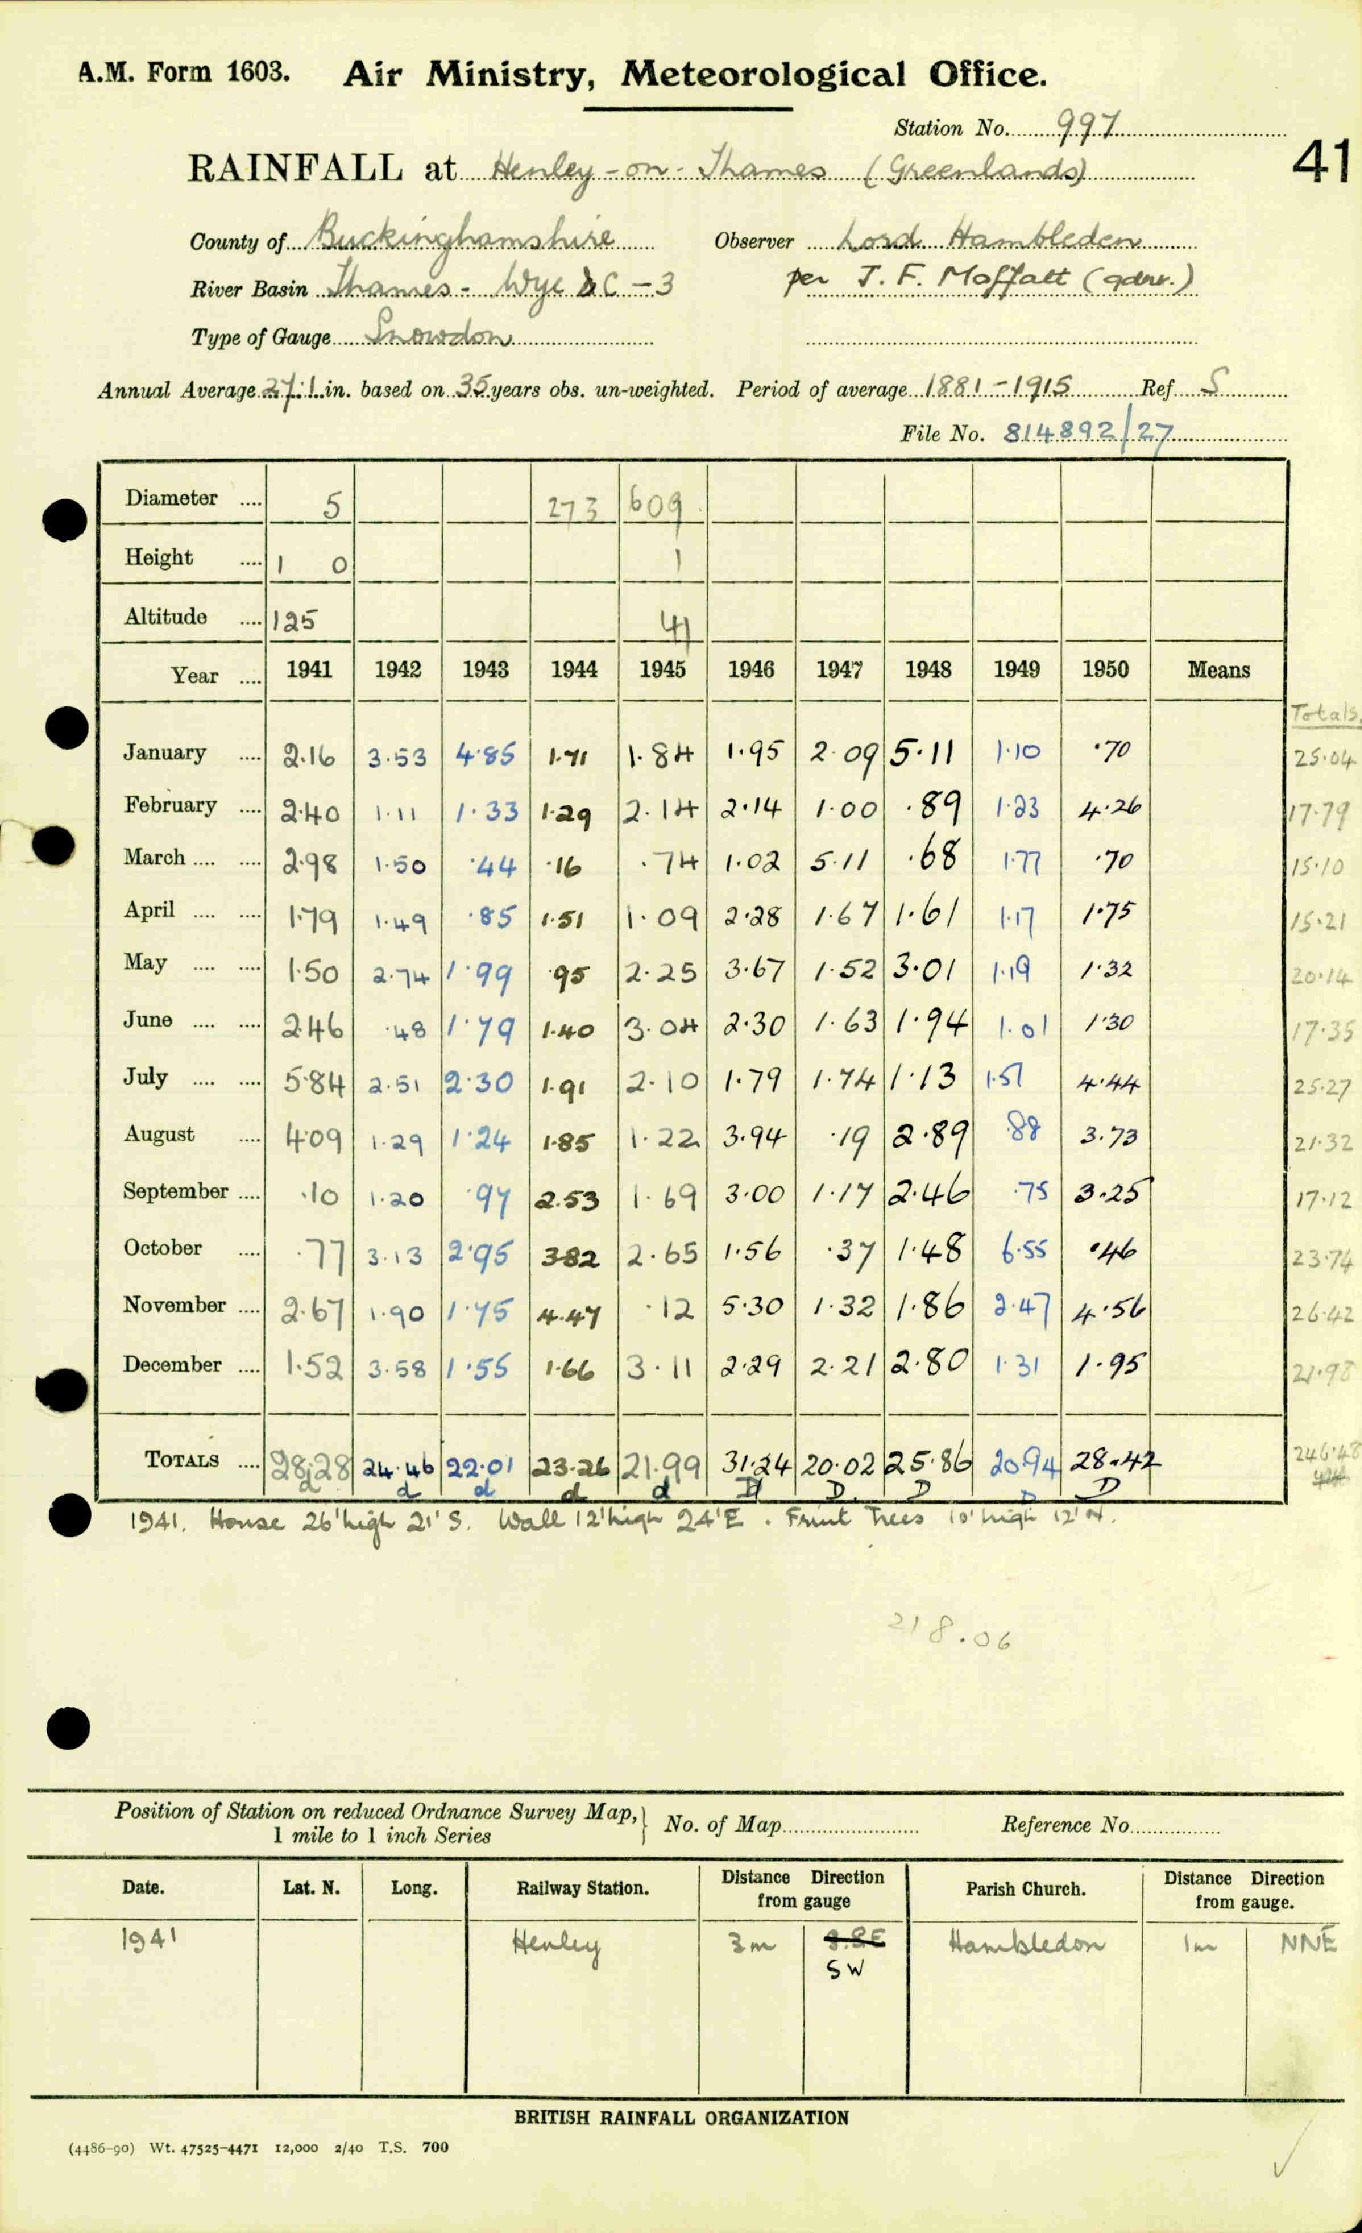 A.M. Form 1603. Air Ministry, Meteorological Office.
Station No. 997
41
RAINFALL at Henley-on-Thames (Greenlands)
County of Buckinghamshire Observer Lord Hambleden
River Basin Thames - Wye &C -3 per J. F. Moffatt (gdnr.)
Type of Gauge Snowdon
Annual Average 27.1 in. based on 35 years obs. un-weighted. Period of average 1881-1915 Ref S
File No. 814892/27
Diameter .... 5 273 609
Height .... 1 0 1
Altitude .... 125 41
Year .... 1941 1942 1943 1944 1945 1946 1947 1948 1949 1950 Means
Totals.
January .... 2.16 3.53 4.85 1.71 1.84 1.95 2.09 5.11 1.10 .70 25.04
February .... 2.40 1.11 1.33 1.29 2.14 2.14 1.00 .89 1.23 4.26 17.79
March .... .... 2.98 1.50 .44 .16 .74 1.02 5.11 .68 1.77 .70 15.10
April .... .... 1.79 1.49 .85 1.51 1.09 2.28 1.67 1.61 1.17 1.75 15.21
May .... .... 1.50 2.74 1.99 .95 2.25 3.67 1.52 3.01 1.19 1.32 20.14
June .... .... 2.46 .48 1.79 1.40 3.04 2.30 1.63 1.94 1.01 1.30 17.35
July .... .... 5.84 2.51 2.30 1.91 2.10 1.79 1.74 1.13 1.51 4.44 25.27
August .... 4.09 1.29 1.24 1.85 1.22 3.94 .19 2.89 .88 3.73 21.32
September .... .10 1.20 .97 2.53 1.69 3.00 1.17 2.46 .75 3.25 17.12
October .... .77 3.13 2.95 3.82 2.65 1.56 .37 1.48 6.55 .46 23.74
November .... 2.67 1.90 1.75 4.47 .12 5.30 1.32 1.86 2.47 4.56 26.42
December .... 1.52 3.58 1.55 1.66 3.11 2.29 2.21 2.80 1.31 1.95 21.98
TOTALS .... 28.28 24.46 22.01 23.26 21.99 31.24 20.02 25.86 20.94 28.42 246.48
d d d d d D D D D D
1941. House 26' high 21' S. Wall 12' high 24' E. Fruit Trees 10' high 12' N.
218.06
Position of Station on reduced Ordnance Survey Map, 1 mile to 1 inch Series No. of Map Reference No.
Date. Lat. N. Long. Railway Station. Distance Direction from gauge Parish Church. Distance Direction from gauge.
1941 Henley 3m S.S.E Hambledon 1m NNE
SW
BRITISH RAINFALL ORGANIZATION
(4486-90) Wt. 47525-4471 12,000 2/40 T.S. 700